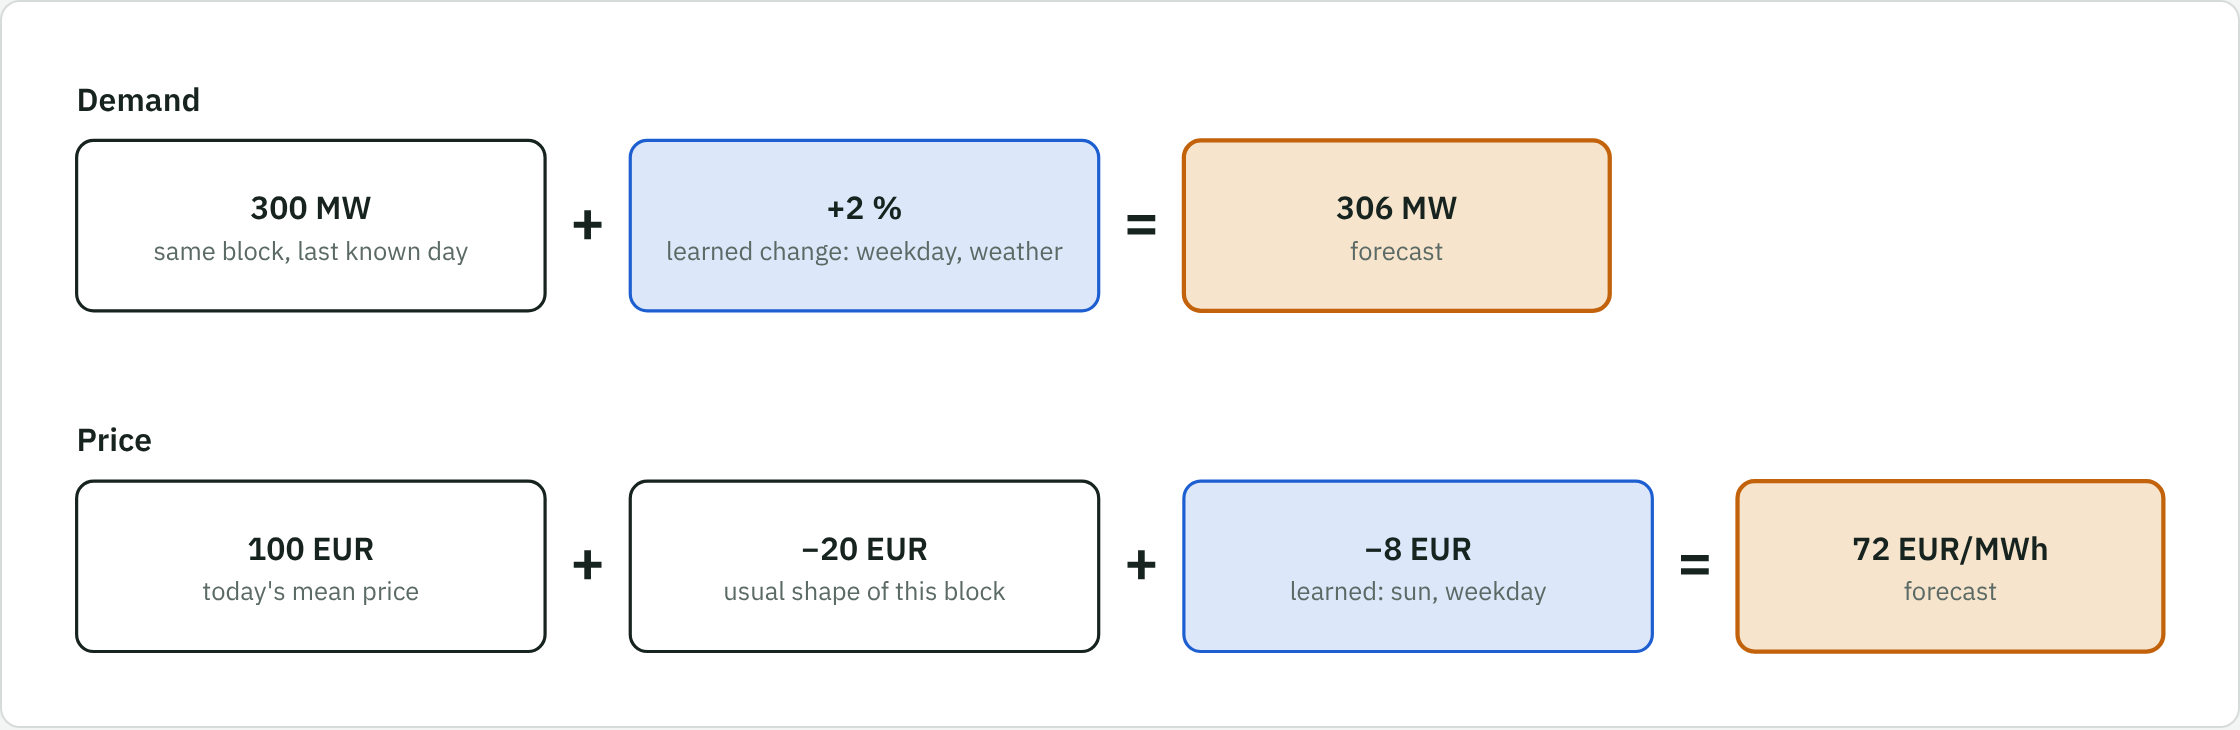 Demand
300 MW
same block, last known day
+
+2 %
learned change: weekday, weather
=
306 MW
forecast
Price
100 EUR
today's mean price
+
−20 EUR
usual shape of this block
+
−8 EUR
learned: sun, weekday
=
72 EUR/MWh
forecast